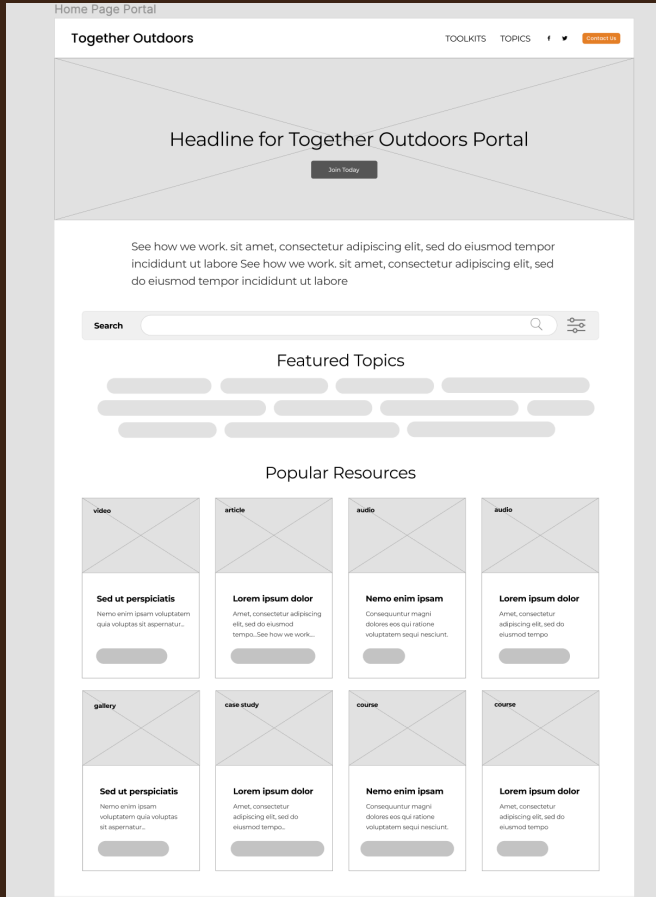 Home Page Portal
Together Outdoors
TOOLKITS TOPICS
Contact Us
Headline for Together Outdoors Portal
Join Today
See how we work. sit amet, consectetur adipiscing elit, sed do eiusmod tempor
incididunt ut labore See how we work. sit amet, consectetur adipiscing elit, sed
do eiusmod tempor incididunt ut labore
Search
Featured Topics
Popular Resources
video
Sed ut perspiciatis
Nemo enim ipsam voluptatem
quia voluptas sit aspernatur...
article
Lorem ipsum dolor
Amet, consectetur adipiscing
elit, sed do eiusmod
tempo...See how we work....
audio
Nemo enim ipsam
Consequuntur magni
dolores eos qui ratione
voluptatem sequi nesciunt.
audio
Lorem ipsum dolor
Amet, consectetur
adipiscing elit, sed do
eiusmod tempo
gallery
Sed ut perspiciatis
Nemo enim ipsam
voluptatem quia voluptas
sit aspernatur...
case study
Lorem ipsum dolor
Amet, consectetur
adipiscing elit, sed do
eiusmod tempo...
course
Nemo enim ipsam
Consequuntur magni
dolores eos qui ratione
voluptatem sequi nesciunt.
course
Lorem ipsum dolor
Amet, consectetur
adipiscing elit, sed do
eiusmod tempo